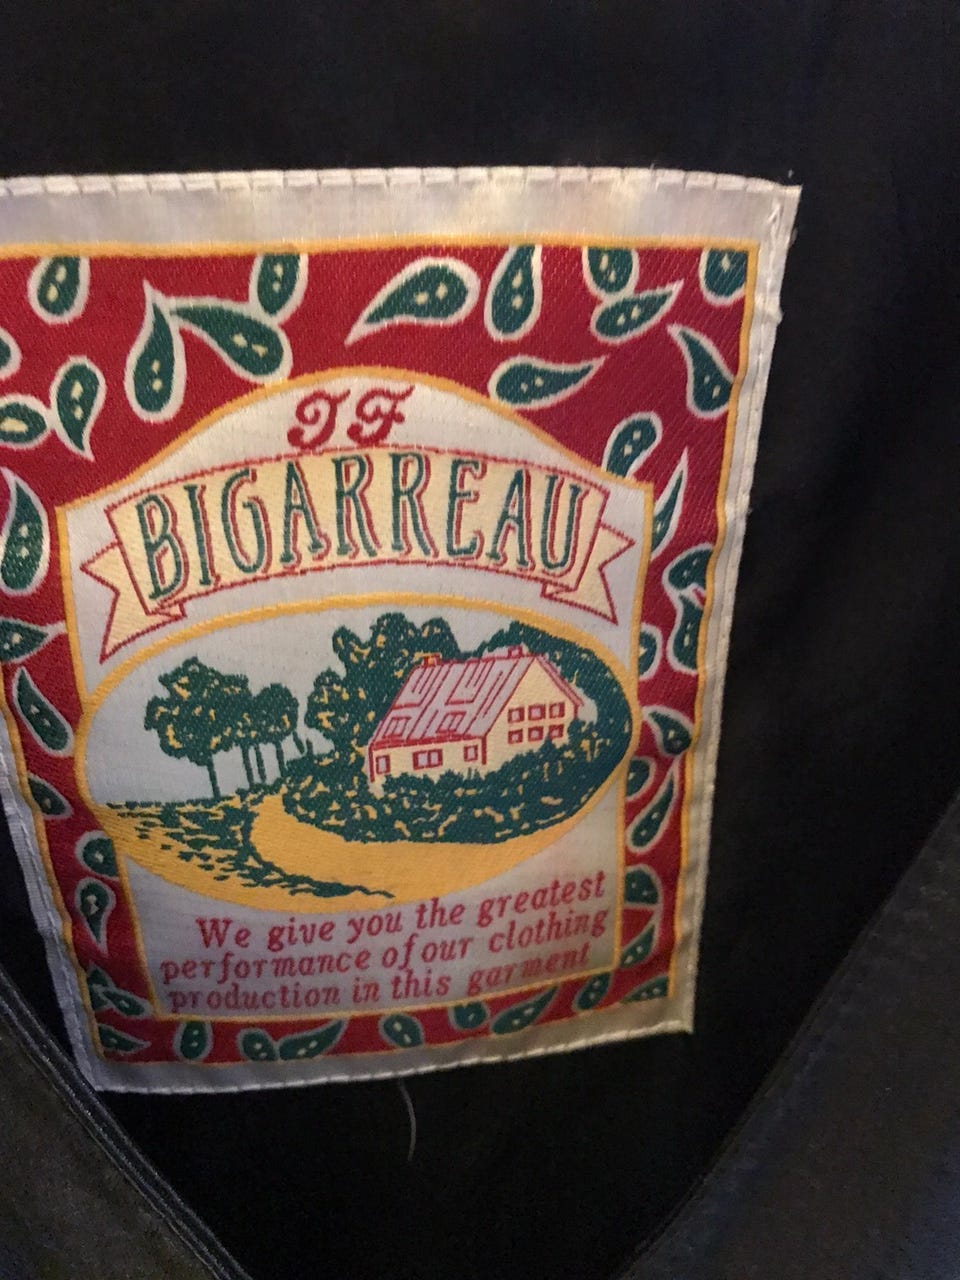 JF
BIGARREAU
We give you the greatest
performance of our clothing
production in this garment